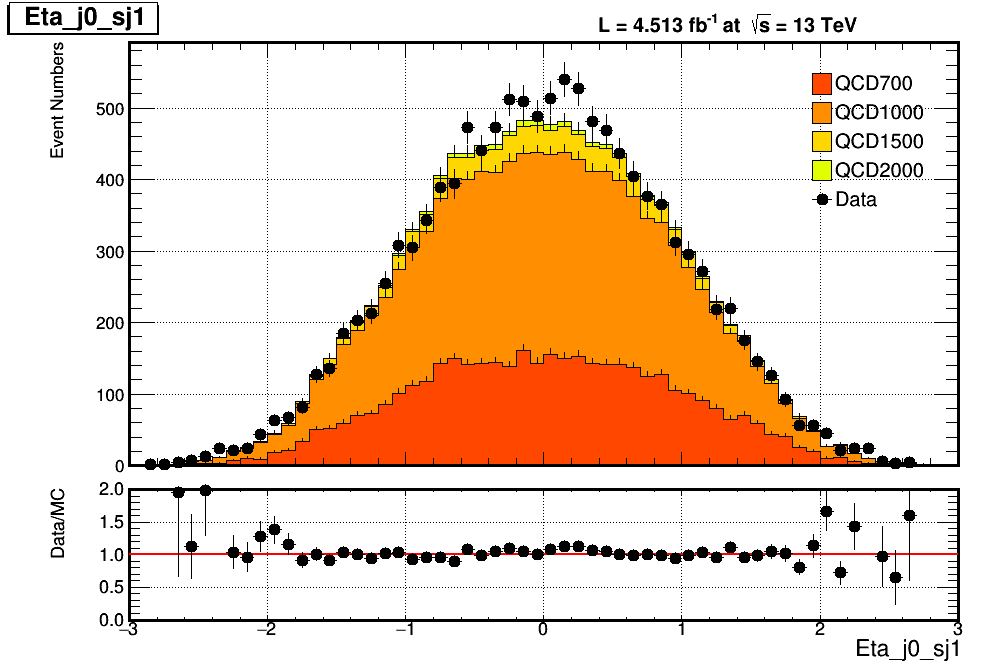 Eta_j0_sj1
L = 4.513 fb⁻¹ at √s = 13 TeV
Event Numbers
500
400
300
200
100
0
QCD700
QCD1000
QCD1500
QCD2000
Data
Data/MC
2.0
1.5
1.0
0.5
0.0
−3 −2 −1 0 1 2 3
Eta_j0_sj1